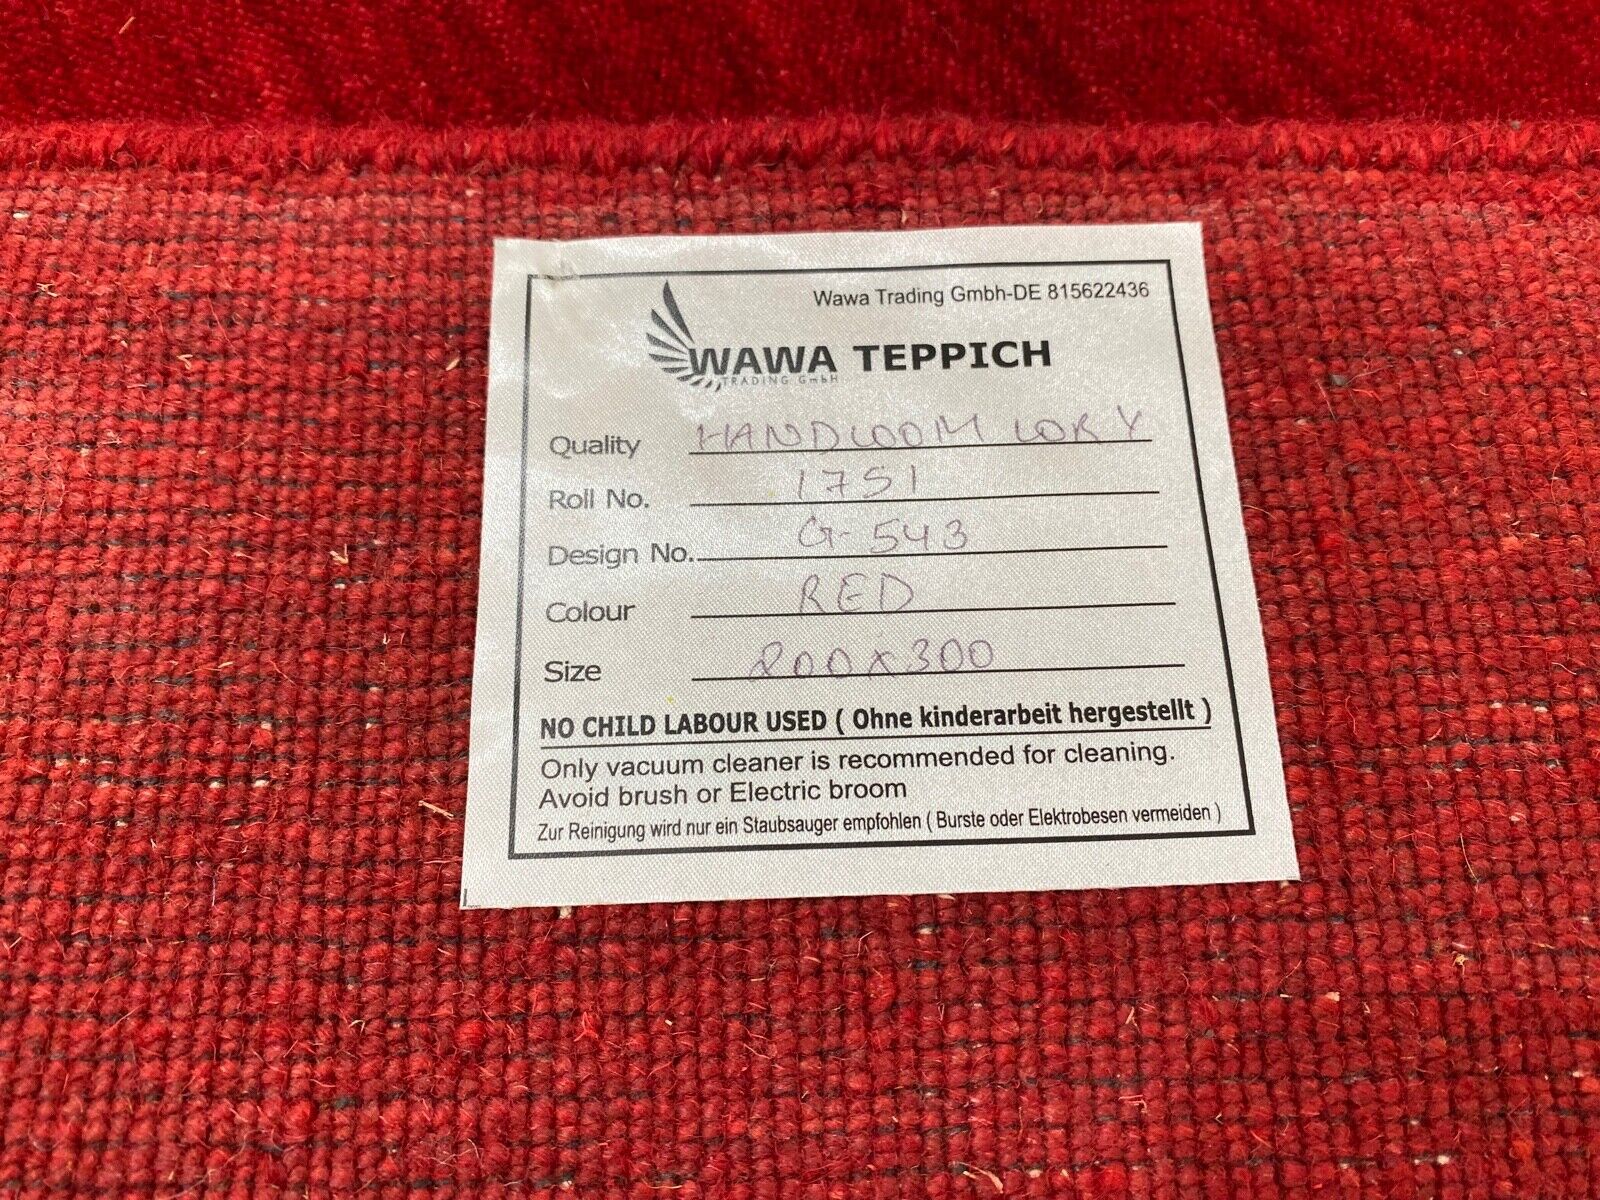 Wawa Trading Gmbh-DE 815622436
WAWA TEPPICH
TRADING GmbH
Quality HANDLOOM LORY
Roll No. 1751
Design No. G-543
Colour RED
Size 200X300
NO CHILD LABOUR USED ( Ohne kinderarbeit hergestellt )
Only vacuum cleaner is recommended for cleaning.
Avoid brush or Electric broom
Zur Reinigung wird nur ein Staubsauger empfohlen ( Burste oder Elektrobesen vermeiden )